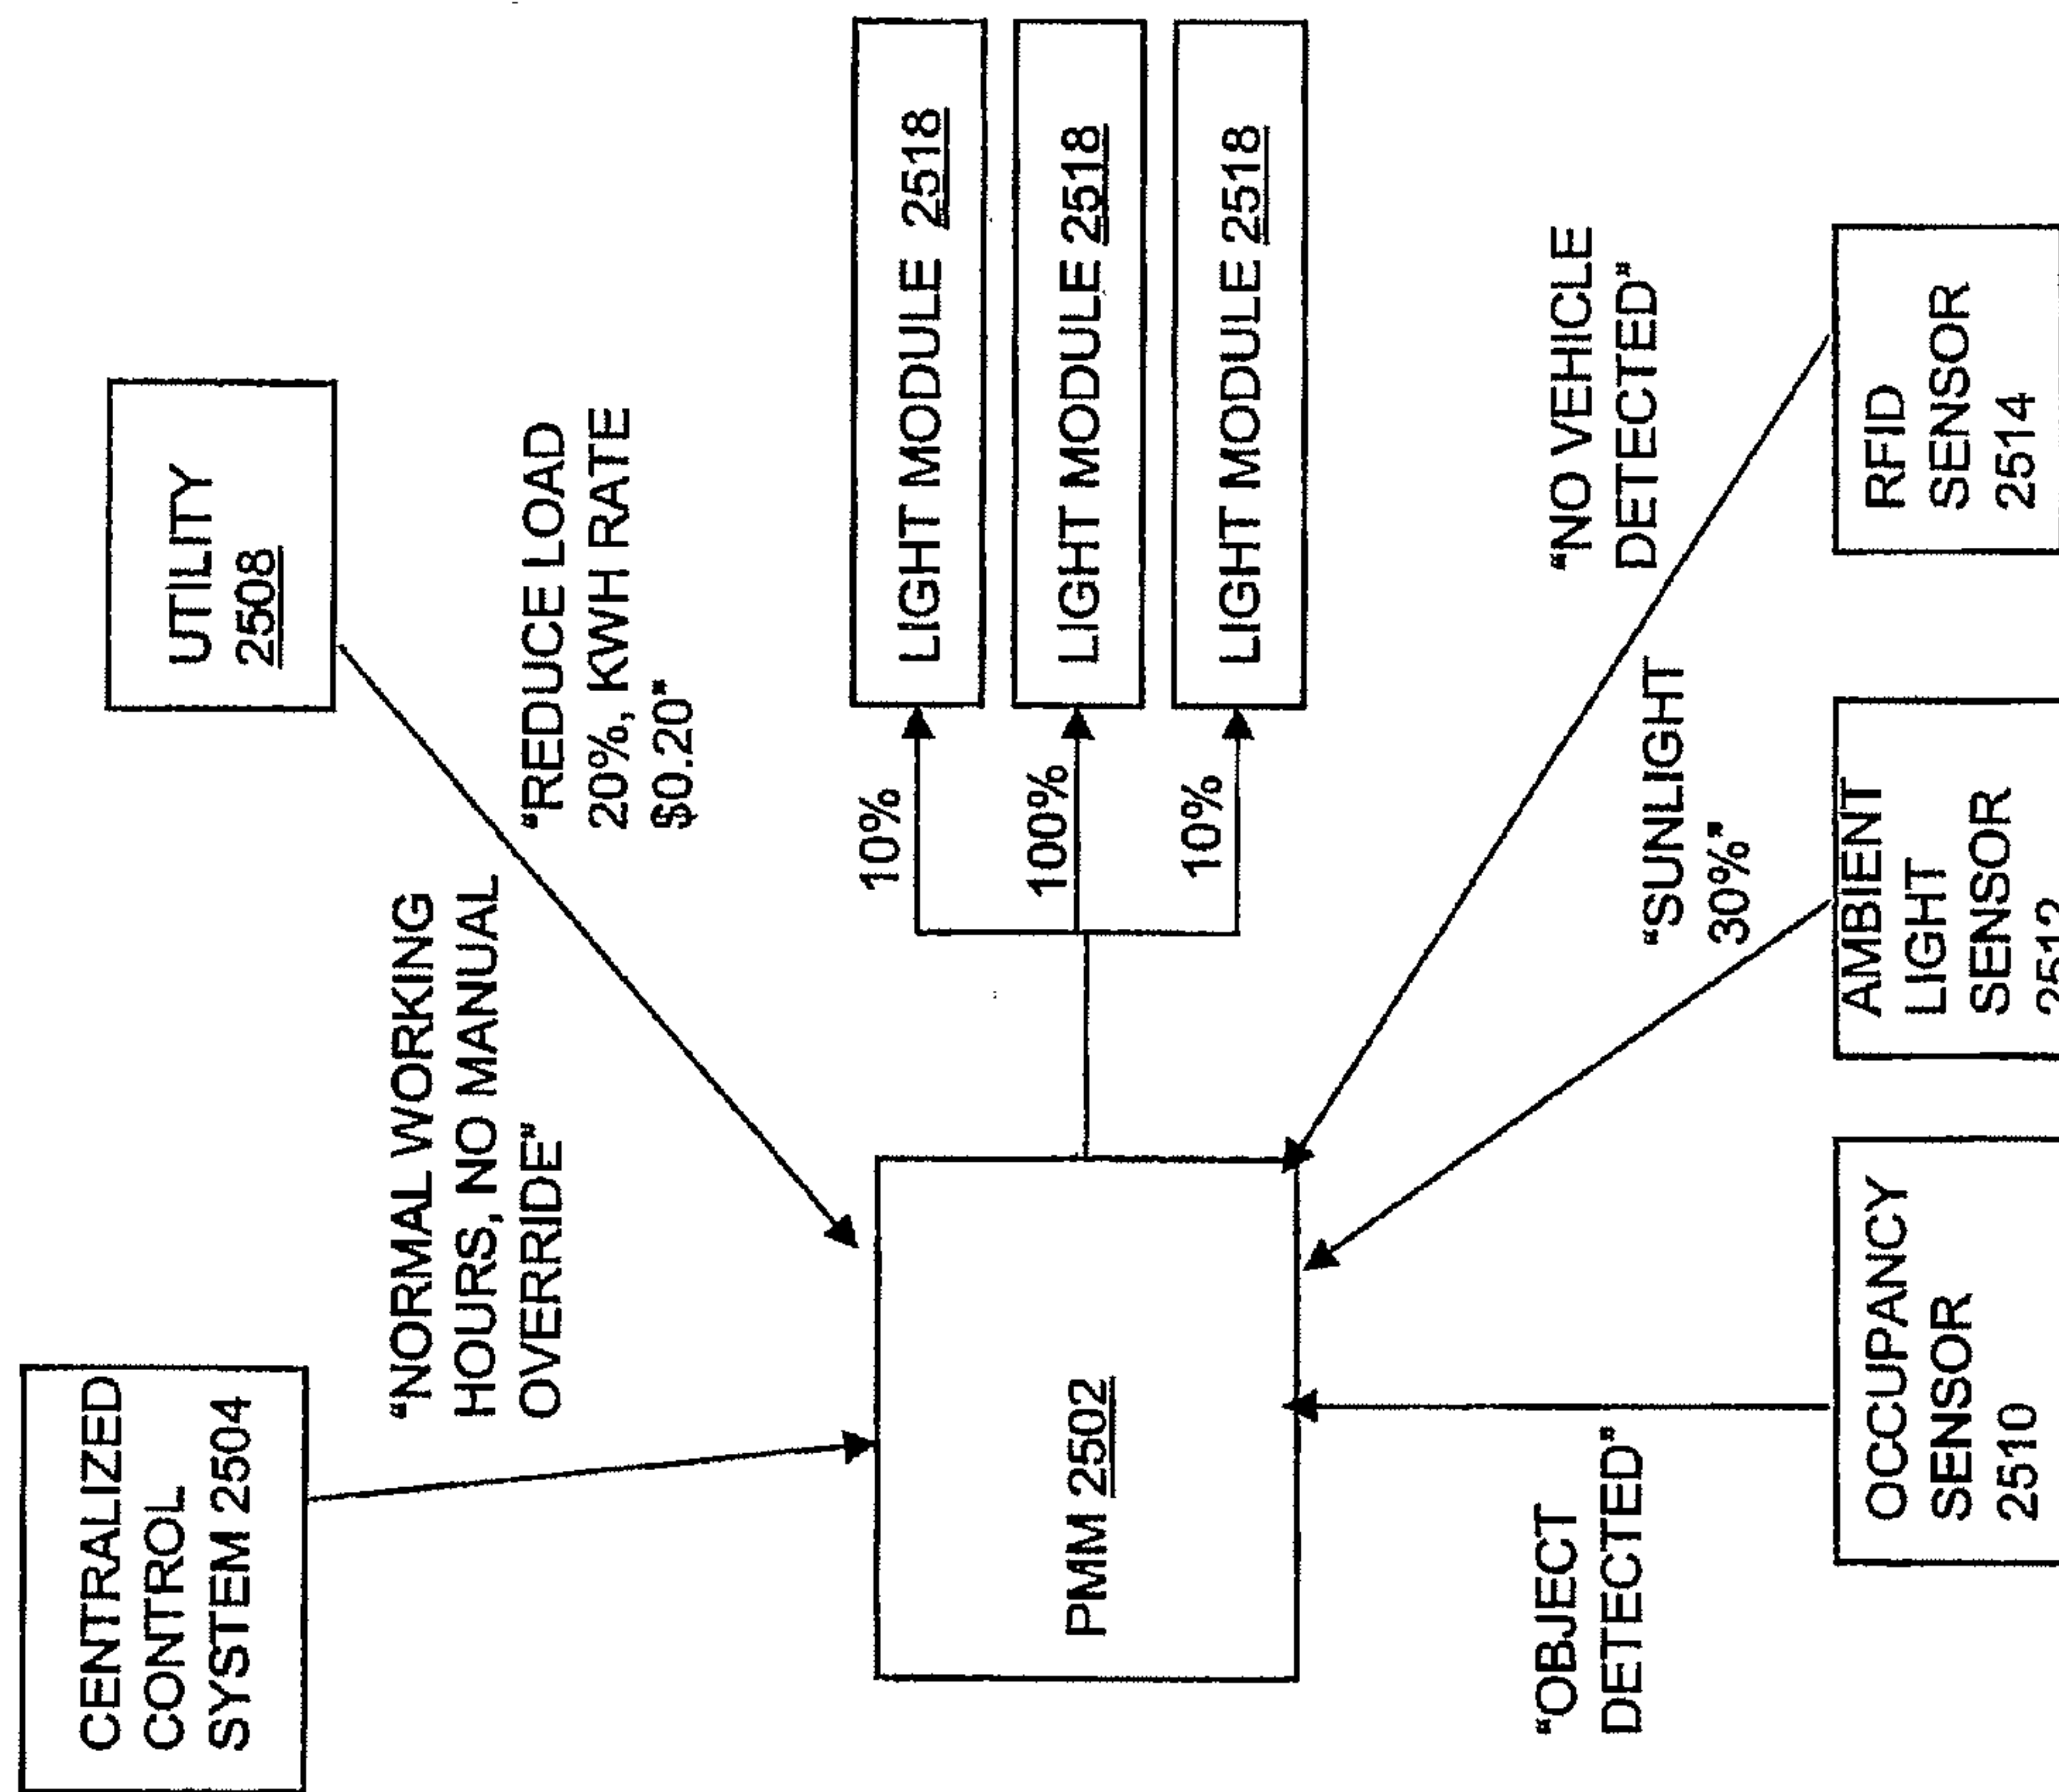 CENTRALIZED
CONTROL
SYSTEM 2504
UTILITY
2508
"NORMAL WORKING
HOURS, NO MANUAL
OVERRIDE"
"REDUCE LOAD
20%, KWH RATE
$0.20"
PMM 2502
10%
100%
10%
LIGHT MODULE 2518
LIGHT MODULE 2518
LIGHT MODULE 2518
"OBJECT
DETECTED"
"SUNLIGHT
30%"
"NO VEHICLE
DETECTED"
OCCUPANCY
SENSOR
2510
AMBIENT
LIGHT
SENSOR
2512
RFID
SENSOR
2514